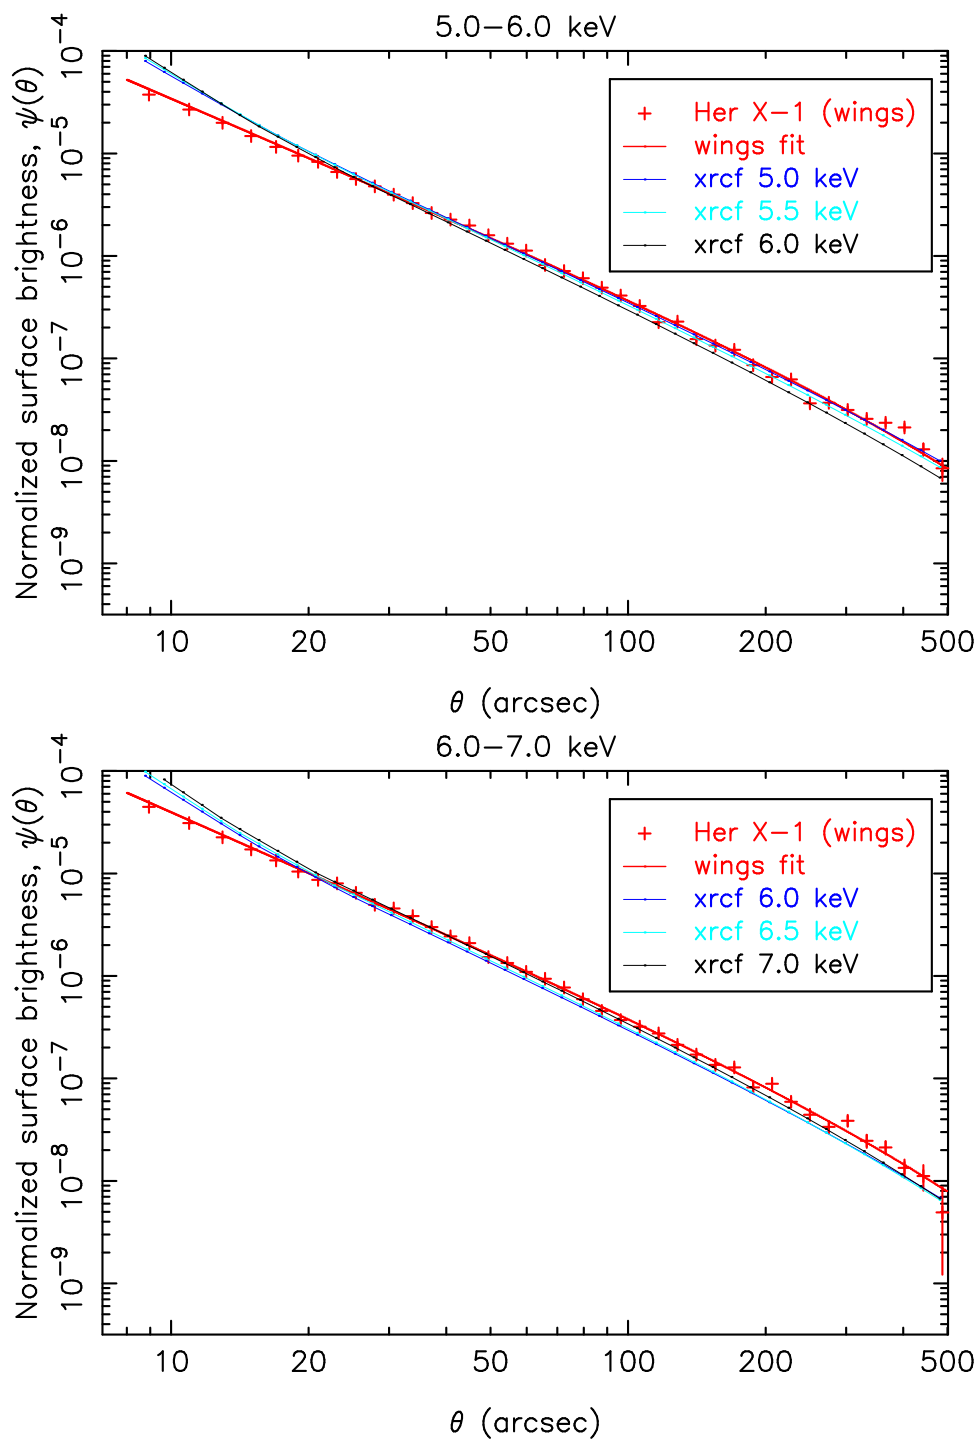 5.0−6.0 keV
Normalized surface brightness, ψ(θ)
10⁻⁴
10⁻⁵
10⁻⁶
10⁻⁷
10⁻⁸
10⁻⁹
Her X−1 (wings)
wings fit
xrcf 5.0 keV
xrcf 5.5 keV
xrcf 6.0 keV
10 20 50 100 200 500
θ (arcsec)
6.0−7.0 keV
Normalized surface brightness, ψ(θ)
10⁻⁴
10⁻⁵
10⁻⁶
10⁻⁷
10⁻⁸
10⁻⁹
Her X−1 (wings)
wings fit
xrcf 6.0 keV
xrcf 6.5 keV
xrcf 7.0 keV
10 20 50 100 200 500
θ (arcsec)